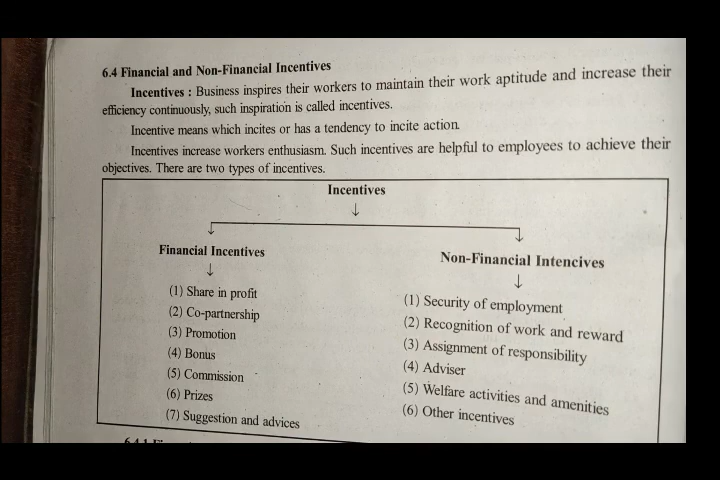 6.4 Financial and Non-Financial Incentives
Incentives : Business inspires their workers to maintain their work aptitude and increase their
efficiency continuously, such inspiration is called incentives.
Incentive means which incites or has a tendency to incite action.
Incentives increase workers enthusiasm. Such incentives are helpful to employees to achieve their
objectives. There are two types of incentives.
Incentives
Financial Incentives
(1) Share in profit
(2) Co-partnership
(3) Promotion
(4) Bonus
(5) Commission
(6) Prizes
(7) Suggestion and advices
Non-Financial Intencives
(1) Security of employment
(2) Recognition of work and reward
(3) Assignment of responsibility
(4) Adviser
(5) Welfare activities and amenities
(6) Other incentives